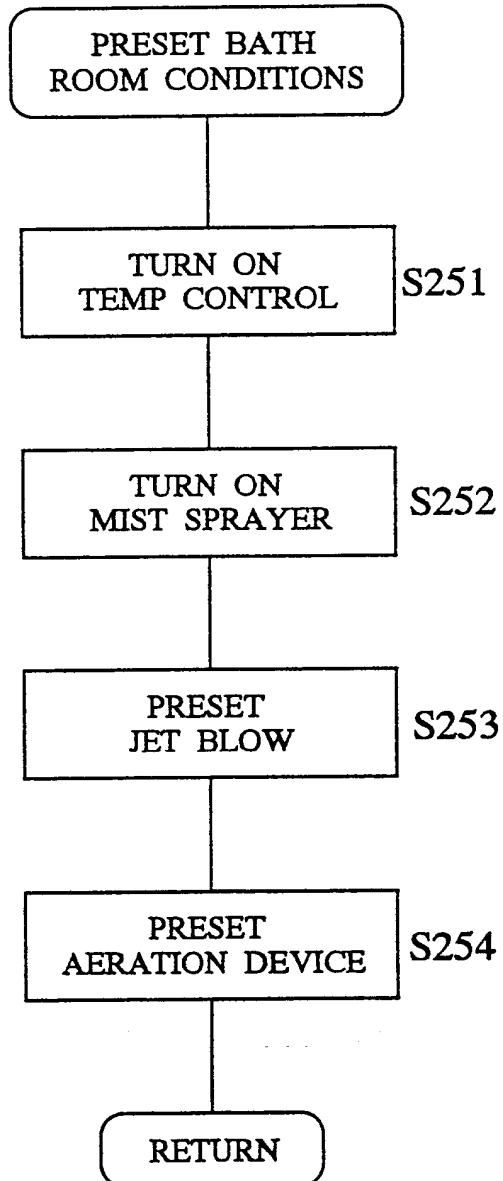 PRESET BATH
ROOM CONDITIONS
TURN ON
TEMP CONTROL
S251
TURN ON
MIST SPRAYER
S252
PRESET
JET BLOW
S253
PRESET
AERATION DEVICE
S254
RETURN